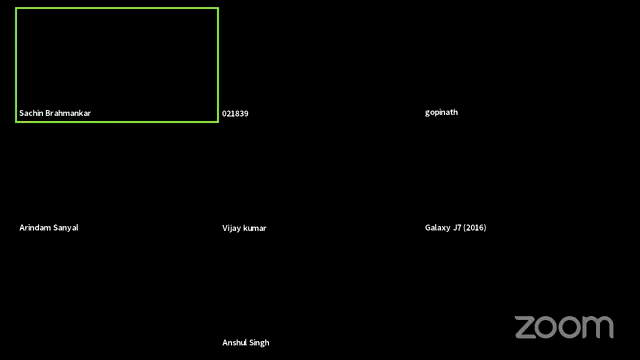 Sachin Brahmankar
021839
gopinath
Arindam Sanyal
Vijay kumar
Galaxy J7 (2016)
zoom
Anshul Singh